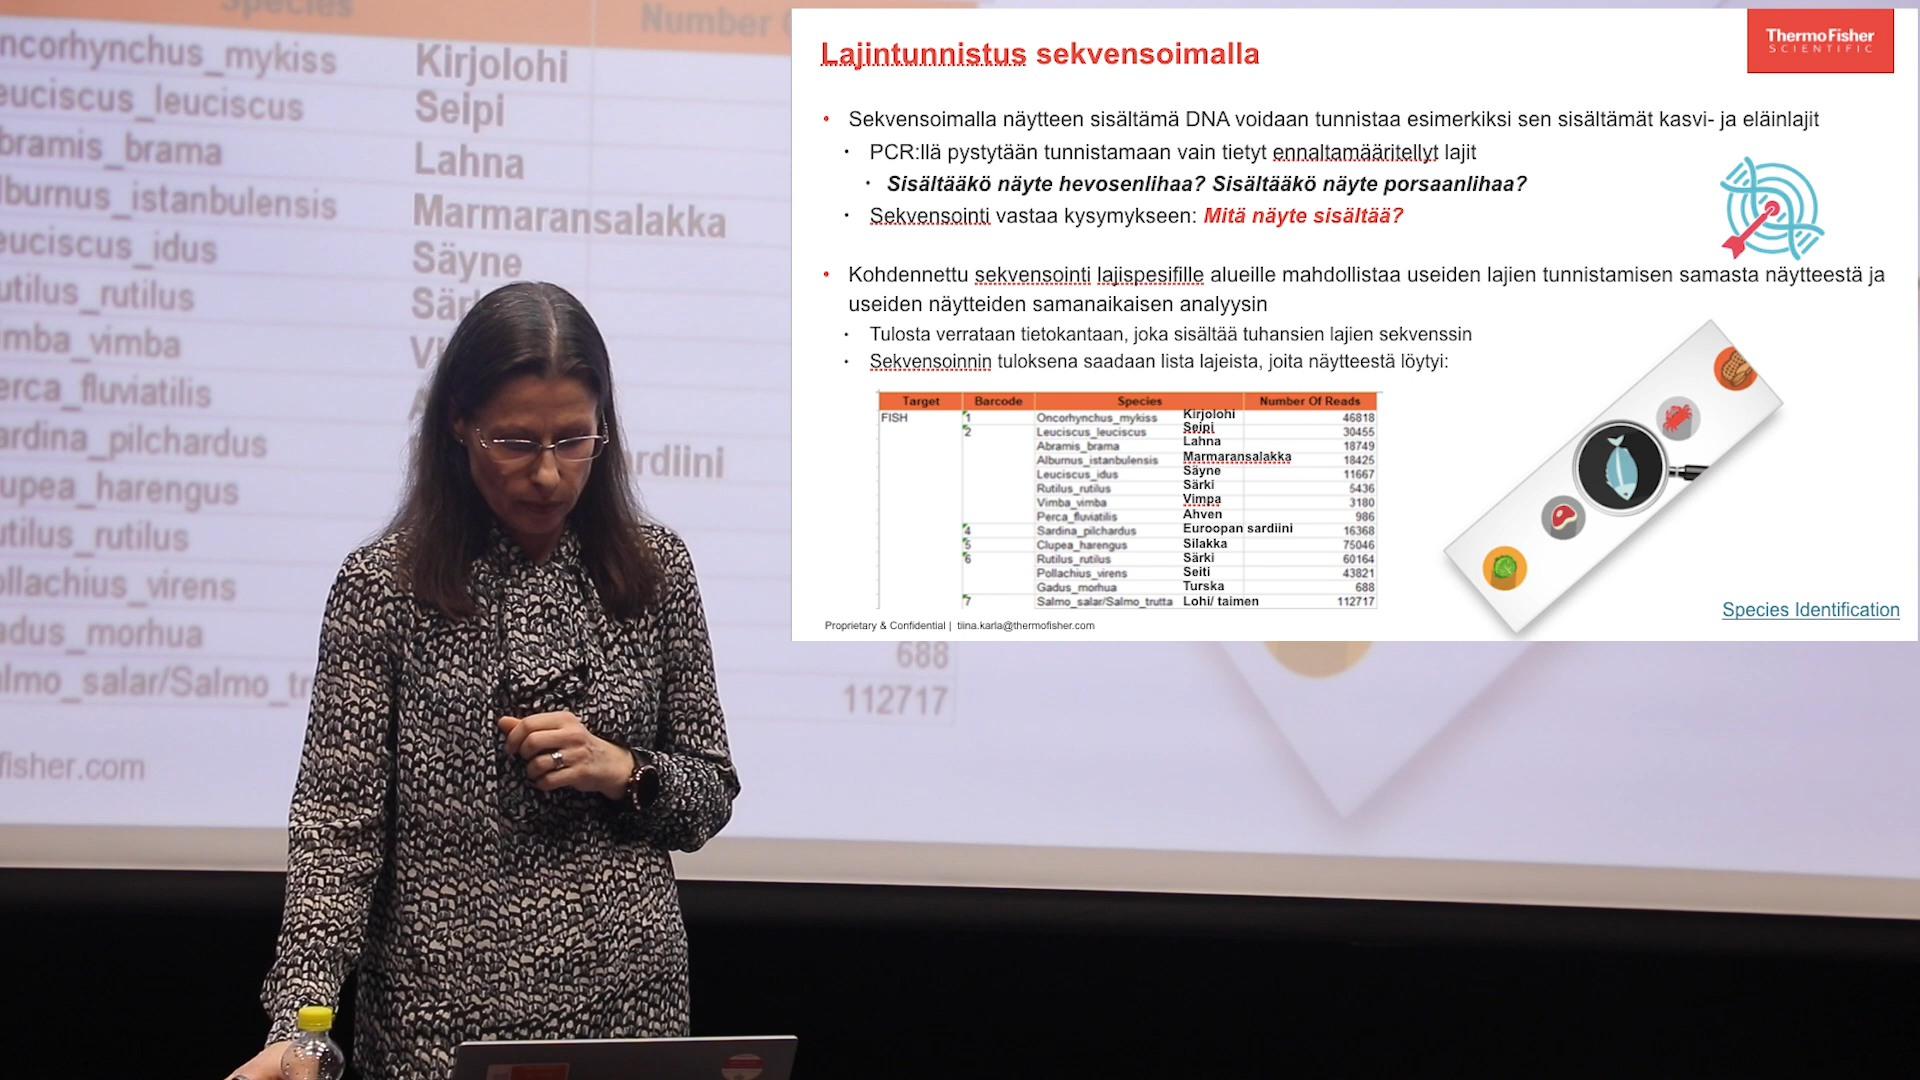 Species
Number
ncorhynchus_mykiss Kirjolohi
euciscus_leuciscus Seipi
bramis_brama Lahna
lburnus_istanbulensis Marmaransalakka
euciscus_idus Säyne
utilus_rutilus Sär
imba_vimba
erca_fluviatilis
ardina_pilchardus rdiini
upea_harengus
utilus_rutilus
ollachius_virens
adus_morhua 688
lmo_salar/Salmo_tr 112717
fisher.com
Lajintunnistus sekvensoimalla
ThermoFisher
SCIENTIFIC
• Sekvensoimalla näytteen sisältämä DNA voidaan tunnistaa esimerkiksi sen sisältämät kasvi- ja eläinlajit
• PCR:llä pystytään tunnistamaan vain tietyt ennaltamääritellyt lajit
• Sisältääkö näyte hevosenlihaa? Sisältääkö näyte porsaanlihaa?
• Sekvensointi vastaa kysymykseen: Mitä näyte sisältää?
• Kohdennettu sekvensointi lajispesifille alueille mahdollistaa useiden lajien tunnistamisen samasta näytteestä ja
useiden näytteiden samanaikaisen analyysin
• Tulosta verrataan tietokantaan, joka sisältää tuhansien lajien sekvenssin
• Sekvensoinnin tuloksena saadaan lista lajeista, joita näytteestä löytyi:
Target Barcode Species Number Of Reads
FISH 1 Oncorhynchus_mykiss Kirjolohi 46818
2 Leuciscus_leuciscus Seipi 30455
Abramis_brama Lahna 18749
Alburnus_istanbulensis Marmaransalakka 18425
Leuciscus_idus Säyne 11667
Rutilus_rutilus Särki 5436
Vimba_vimba Vimpa 3180
Perca_fluviatilis Ahven 986
4 Sardina_pilchardus Euroopan sardiini 16368
5 Clupea_harengus Silakka 75046
6 Rutilus_rutilus Särki 60164
Pollachius_virens Seiti 43821
Gadus_morhua Turska 688
7 Salmo_salar/Salmo_trutta Lohi/ taimen 112717
Species Identification
Proprietary & Confidential | tiina.karla@thermofisher.com